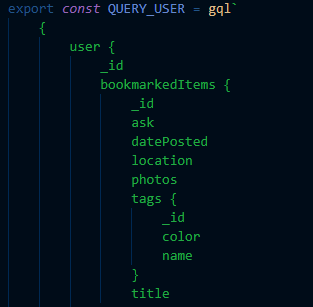 export const QUERY_USER = gql`
{
user {
_id
bookmarkedItems {
_id
ask
datePosted
location
photos
tags {
_id
color
name
}
title